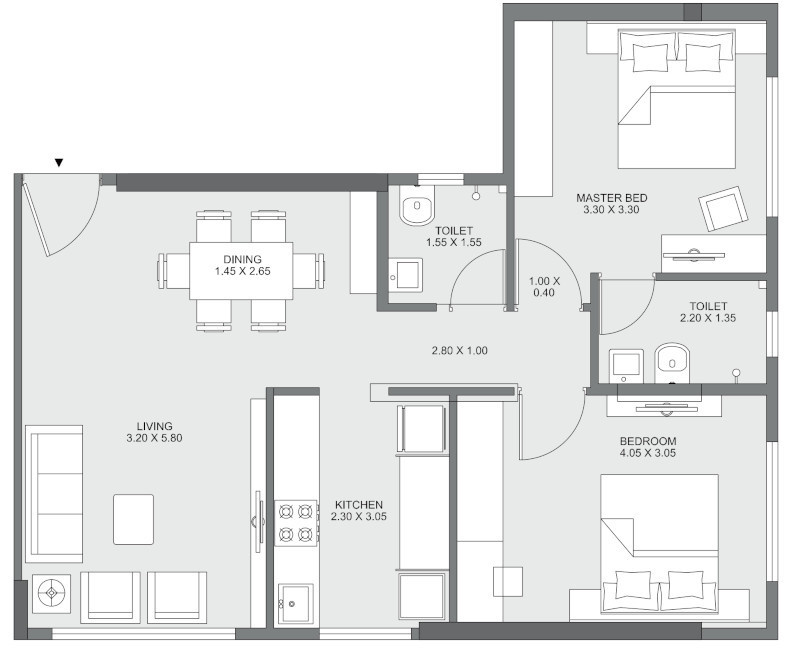 MASTER BED
3.30 X 3.30
TOILET
1.55 X 1.55
DINING
1.45 X 2.65
1.00 X
0.40
TOILET
2.20 X 1.35
2.80 X 1.00
LIVING
3.20 X 5.80
BEDROOM
4.05 X 3.05
KITCHEN
2.30 X 3.05